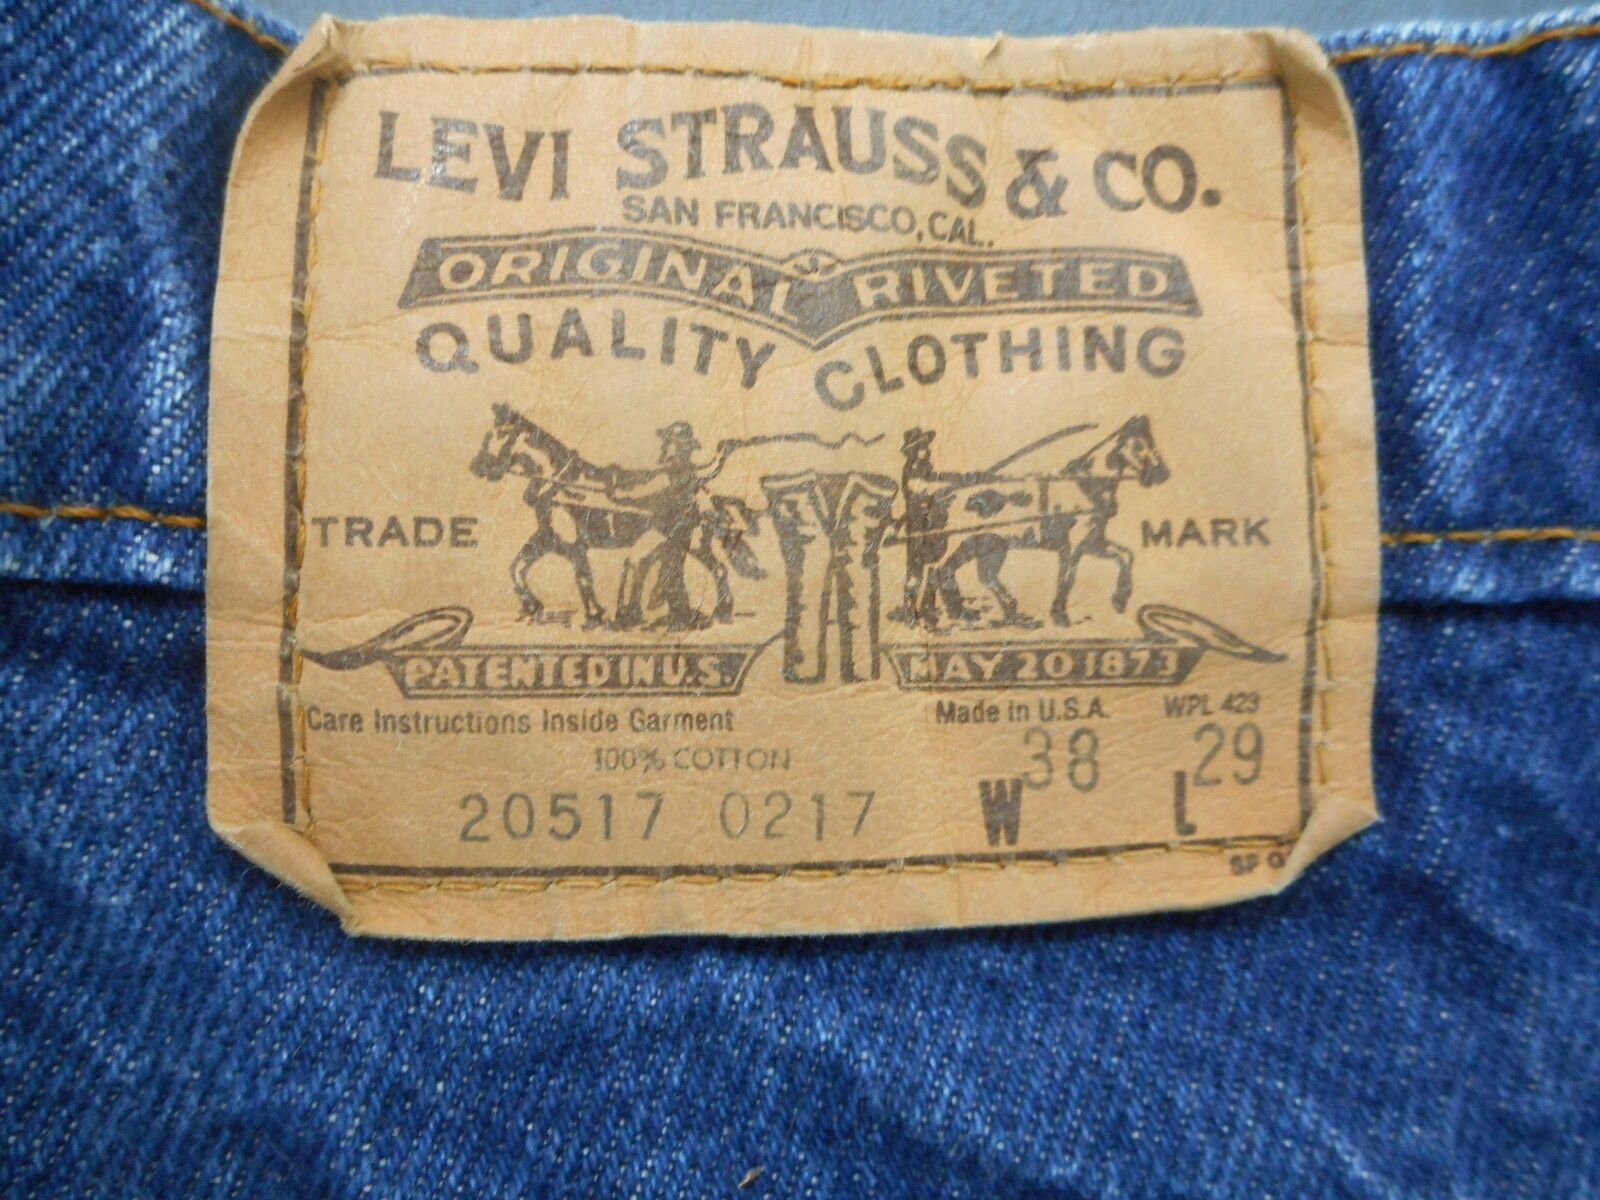 LEVI STRAUSS & CO.
SAN FRANCISCO, CAL.
ORIGINAL RIVETED
QUALITY CLOTHING
TRADE MARK
PATENTED IN U.S. MAY 20 1873
Care Instructions Inside Garment Made in U.S.A. WPL 423
100% COTTON
20517 0217 W 38 L 29
SF